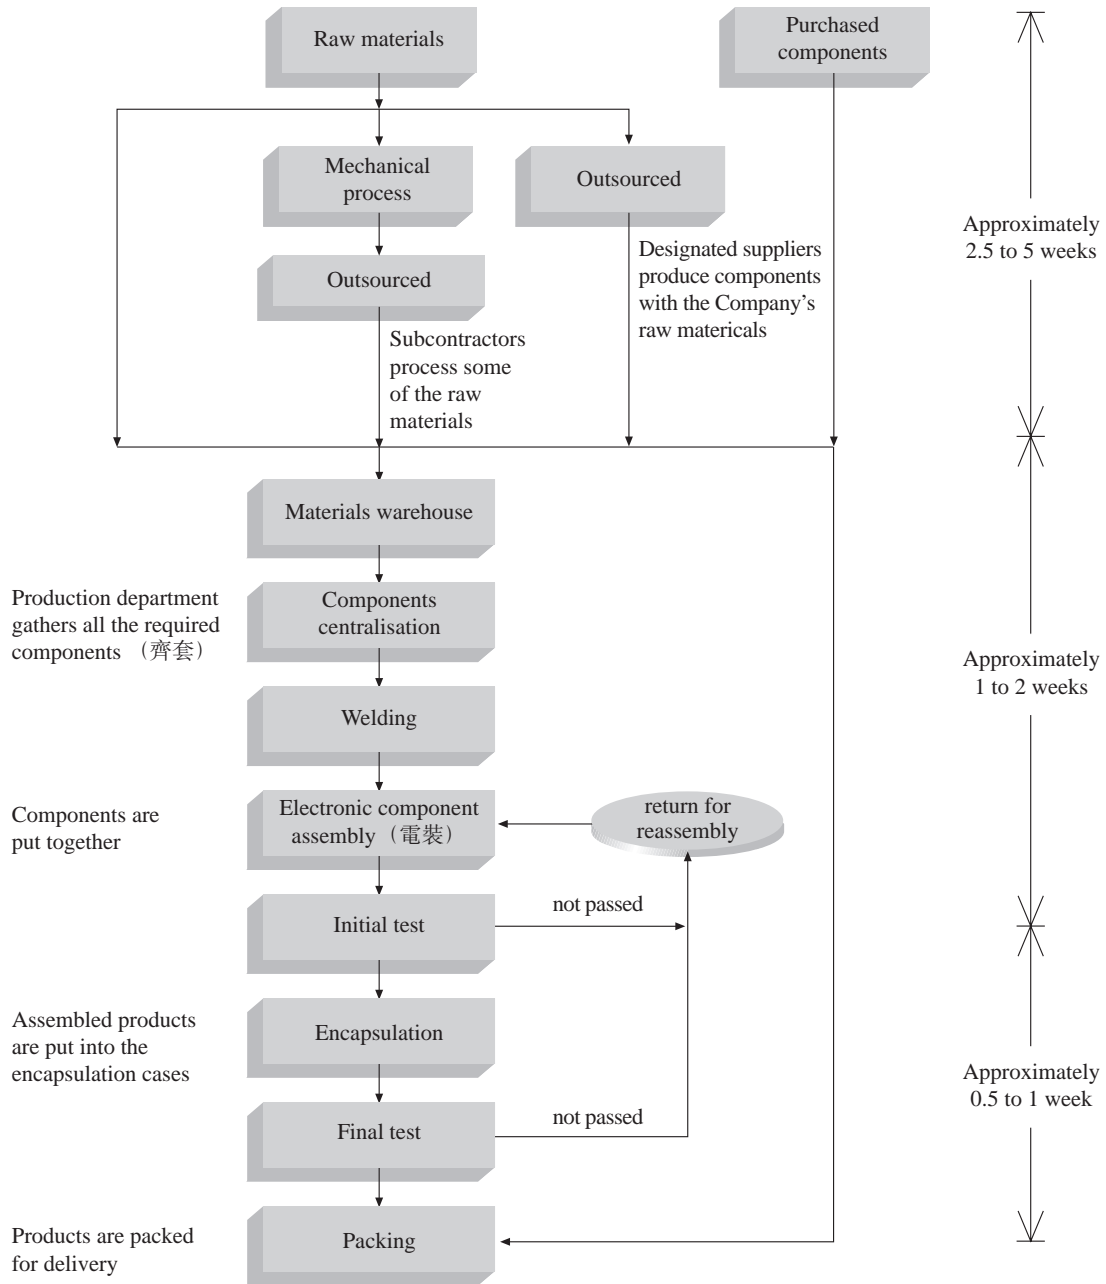 Raw materials
Purchased
components
Mechanical
process
Outsourced
Approximately
2.5 to 5 weeks
Designated suppliers
produce components
with the Company's
raw matericals
Outsourced
Subcontractors
process some
of the raw
materials
Materials warehouse
Production department
gathers all the required
components （齊套）
Components
centralisation
Approximately
1 to 2 weeks
Welding
Components are
put together
Electronic component
assembly（電裝）
return for
reassembly
Initial test
not passed
Assembled products
are put into the
encapsulation cases
Encapsulation
Approximately
0.5 to 1 week
Final test
not passed
Products are packed
for delivery
Packing